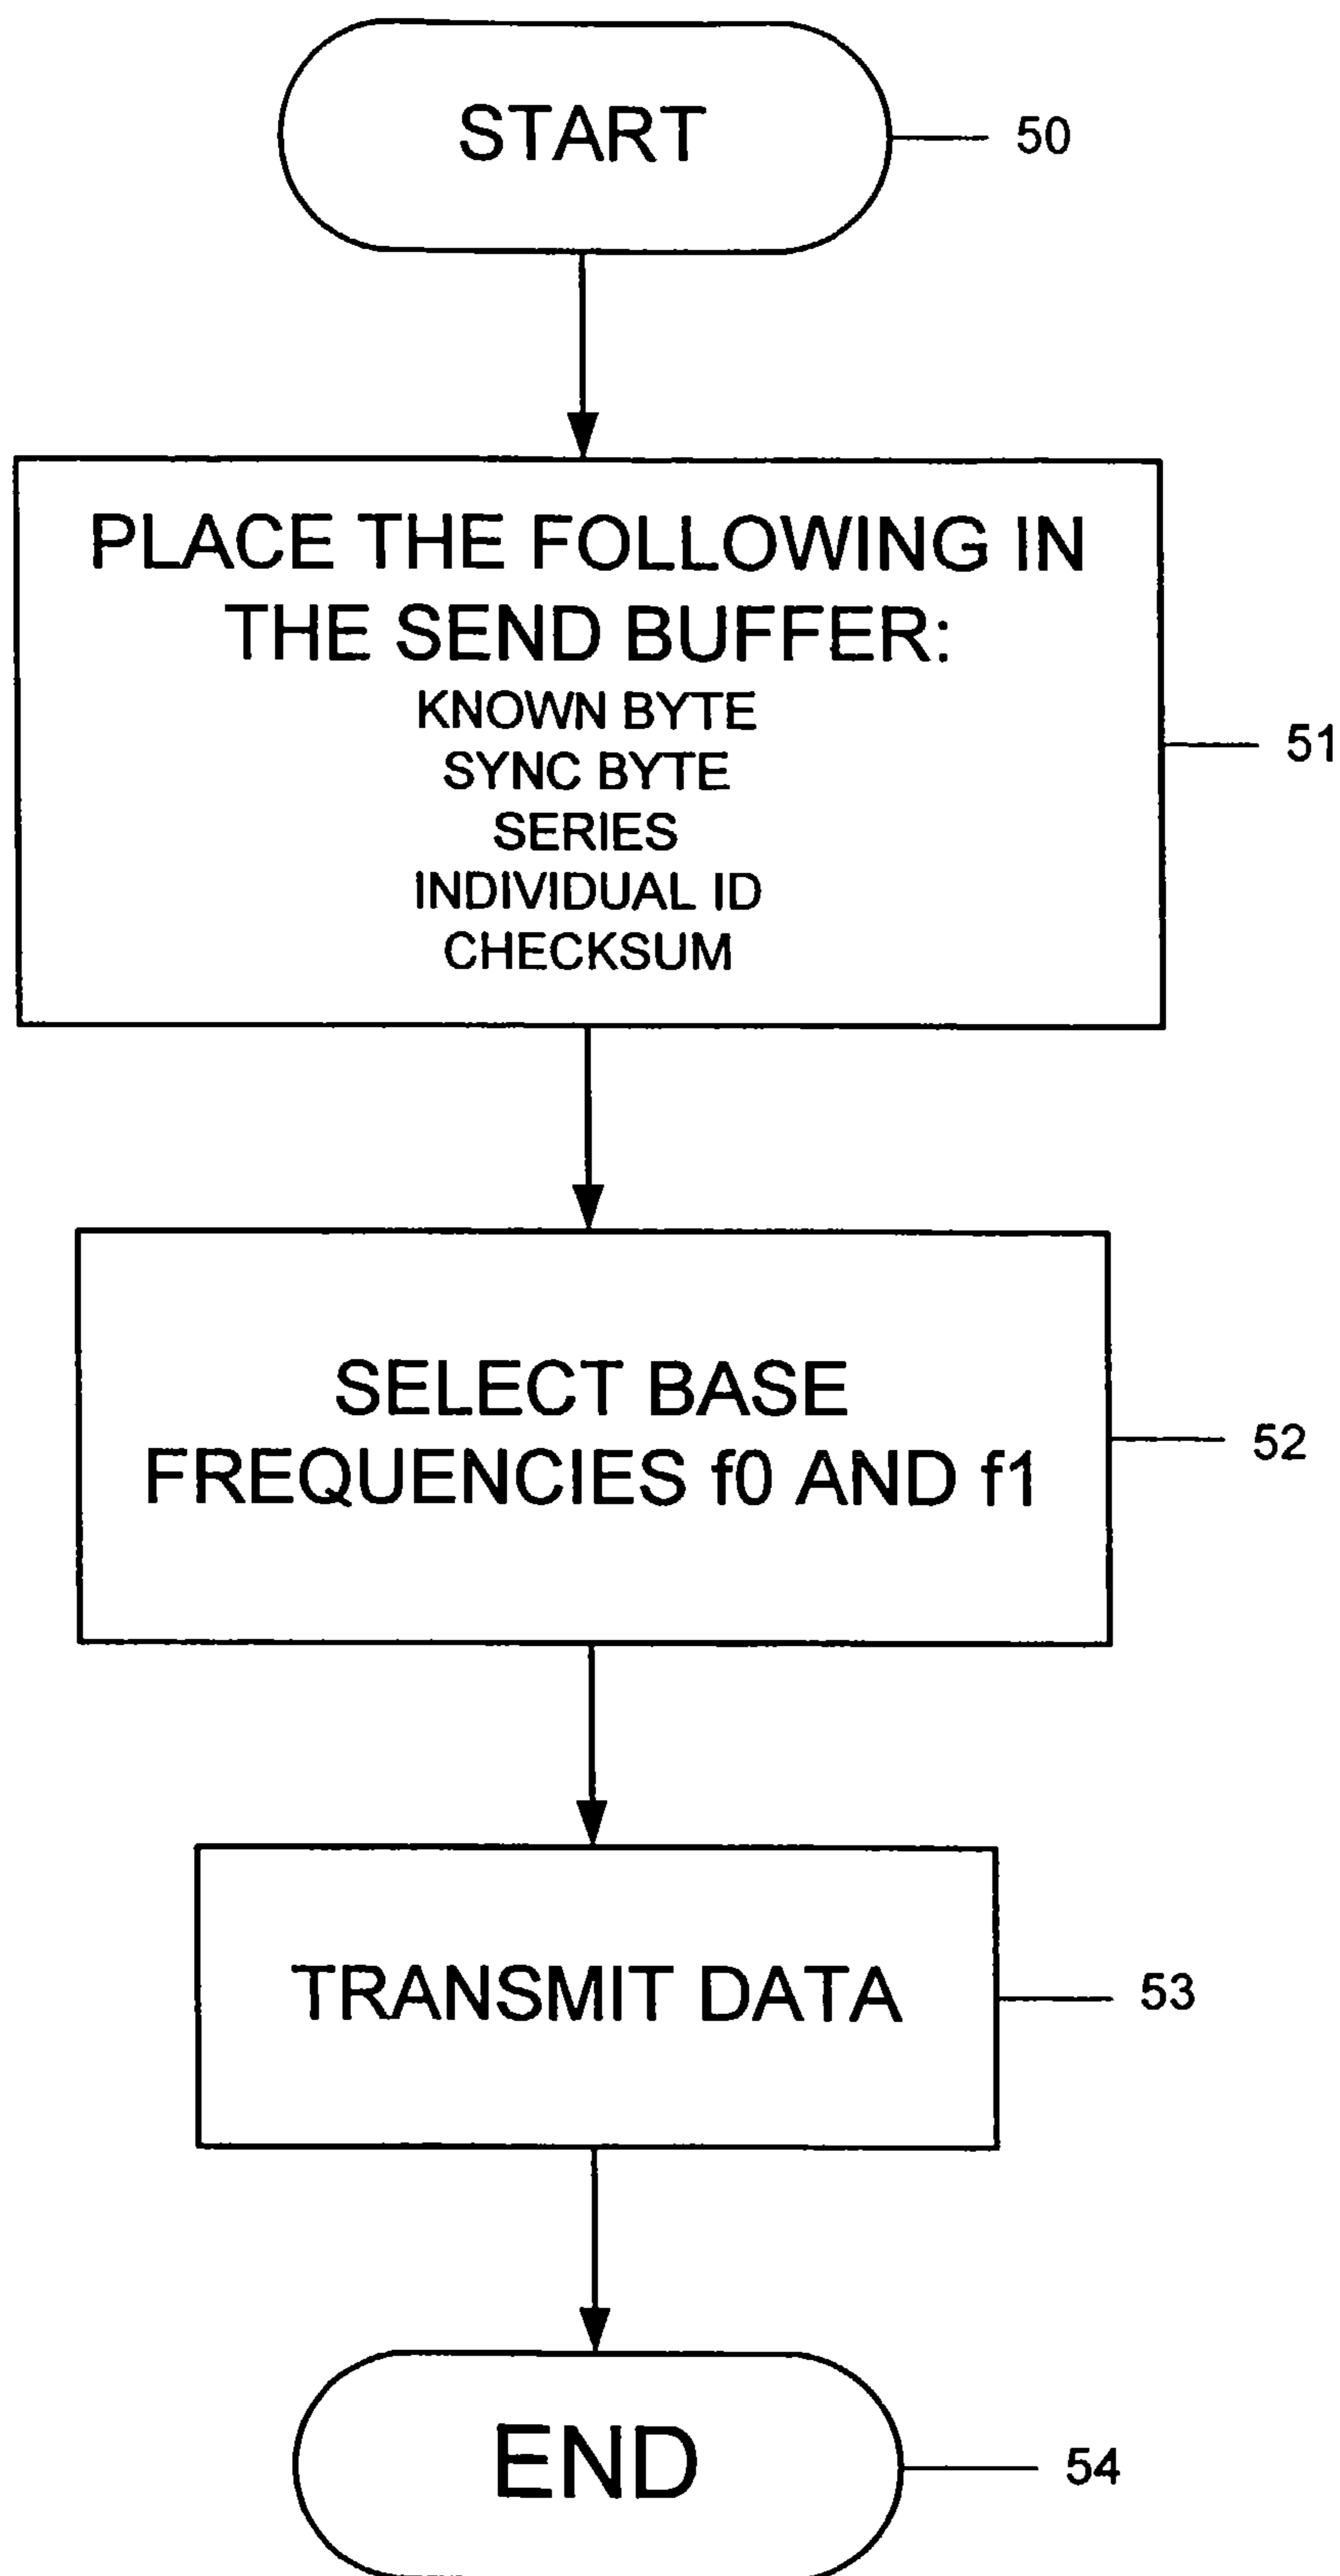 START
50
PLACE THE FOLLOWING IN
THE SEND BUFFER:
KNOWN BYTE
SYNC BYTE
SERIES
INDIVIDUAL ID
CHECKSUM
51
SELECT BASE
FREQUENCIES f0 AND f1
52
TRANSMIT DATA
53
END
54